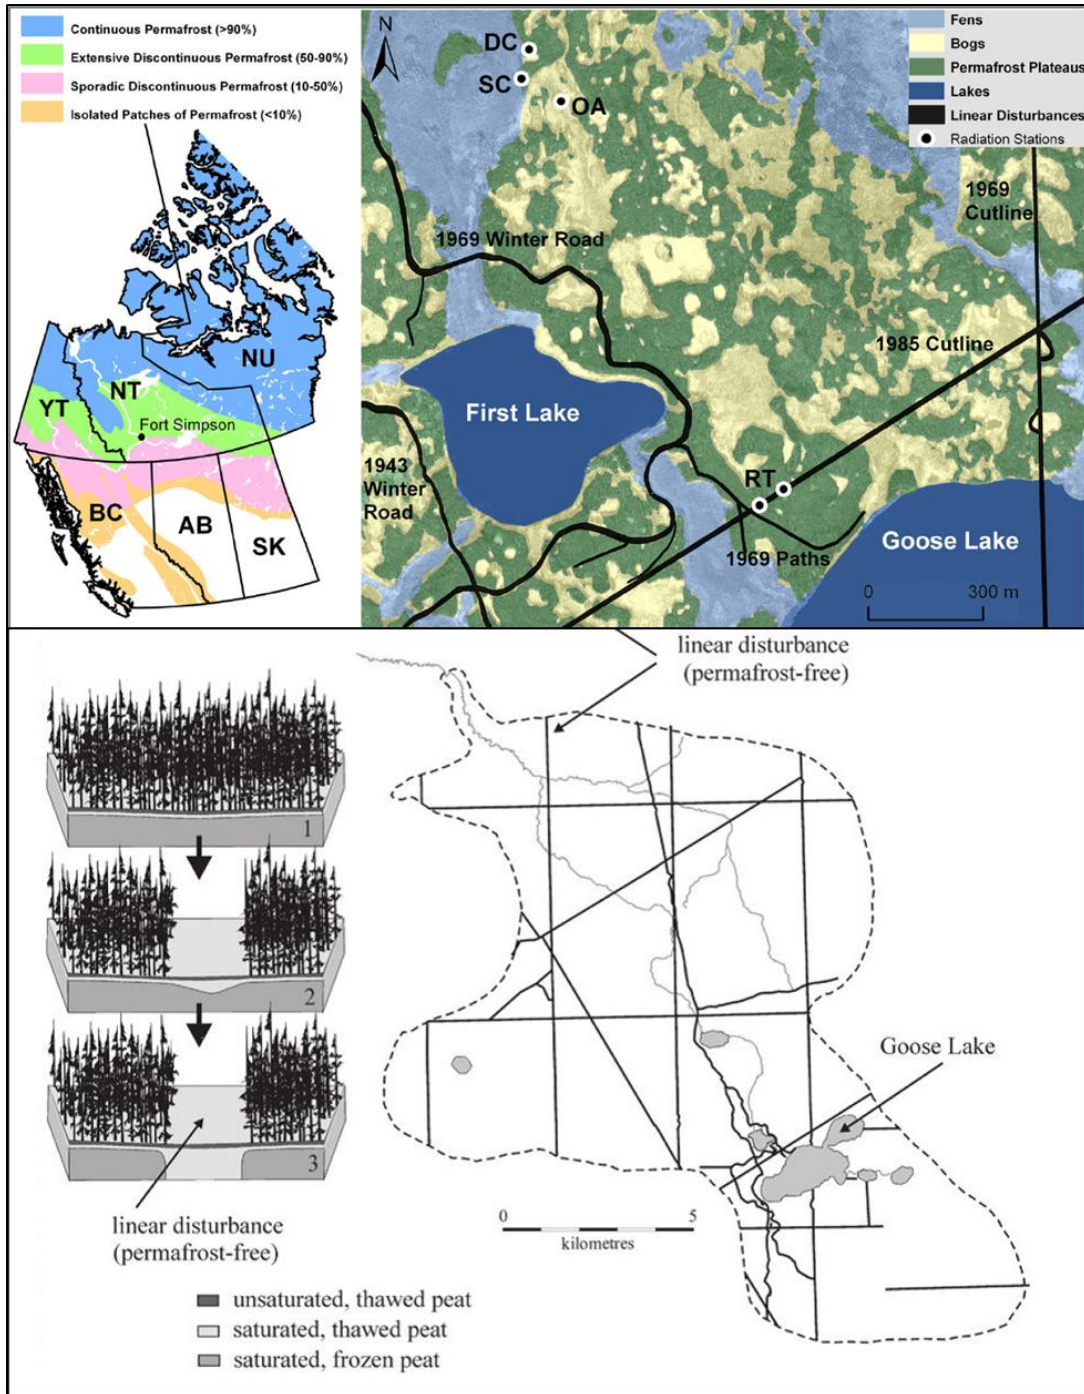 Continuous Permafrost (>90%)
Extensive Discontinuous Permafrost (50-90%)
Sporadic Discontinuous Permafrost (10-50%)
Isolated Patches of Permafrost (<10%)
NU
NT
YT
Fort Simpson
BC
AB
SK
N
DC
SC
OA
Fens
Bogs
Permafrost Plateaus
Lakes
Linear Disturbances
Radiation Stations
1969
Cutline
1969 Winter Road
1985 Cutline
First Lake
1943
Winter
Road
RT
Goose Lake
1969 Paths
0 300 m
linear disturbance
(permafrost-free)
1
2
3
linear disturbance
(permafrost-free)
Goose Lake
0 5
kilometres
unsaturated, thawed peat
saturated, thawed peat
saturated, frozen peat